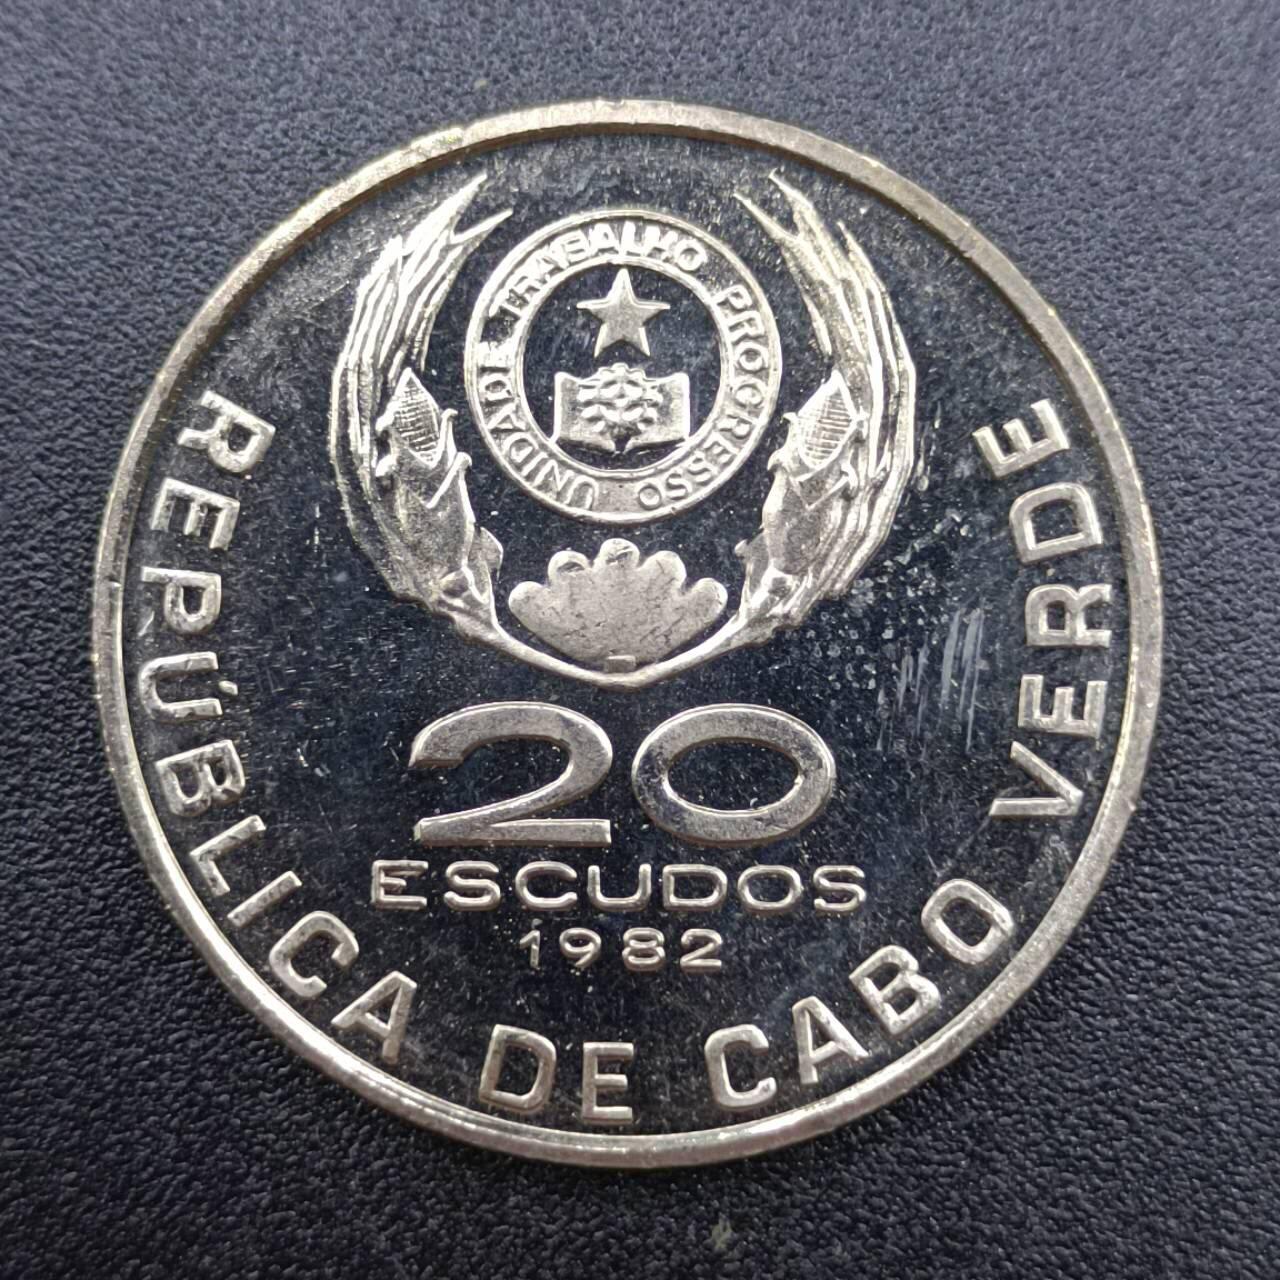 UNIDADE TRABALHO PROGRESSO
20
ESCUDOS
1982
REPÚBLICA DE CABO VERDE